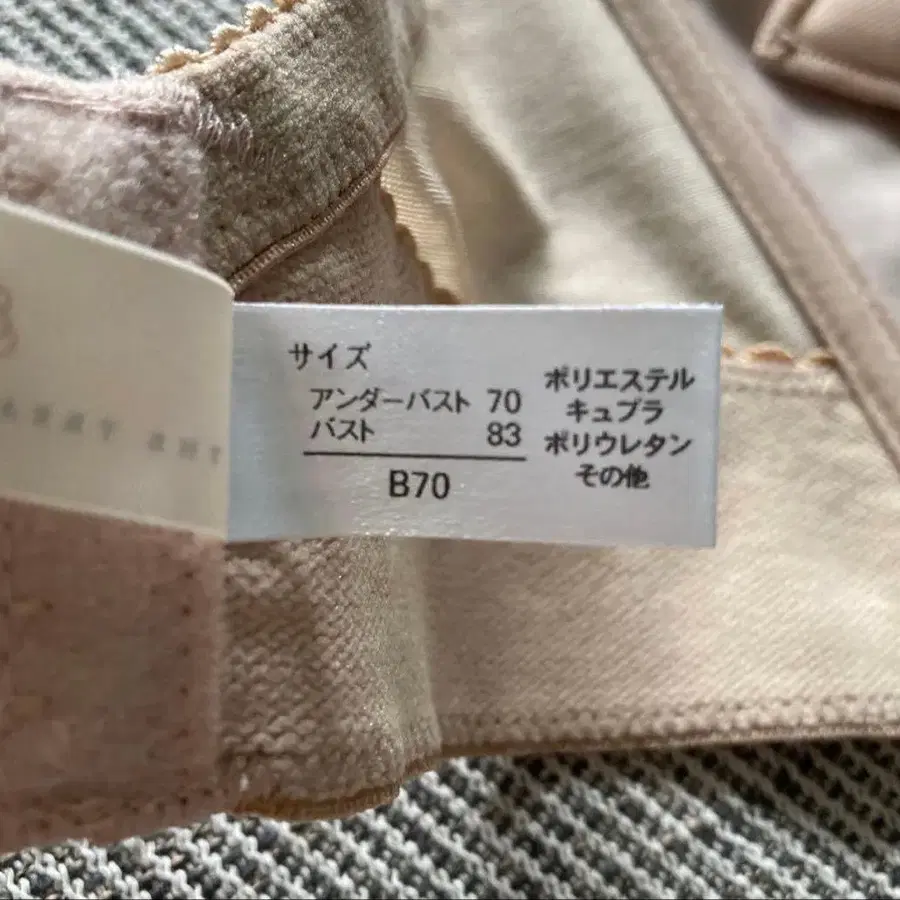 サイズ
アンダーバスト 70
バスト 83
B70
ポリエステル
キュプラ
ポリウレタン
その他